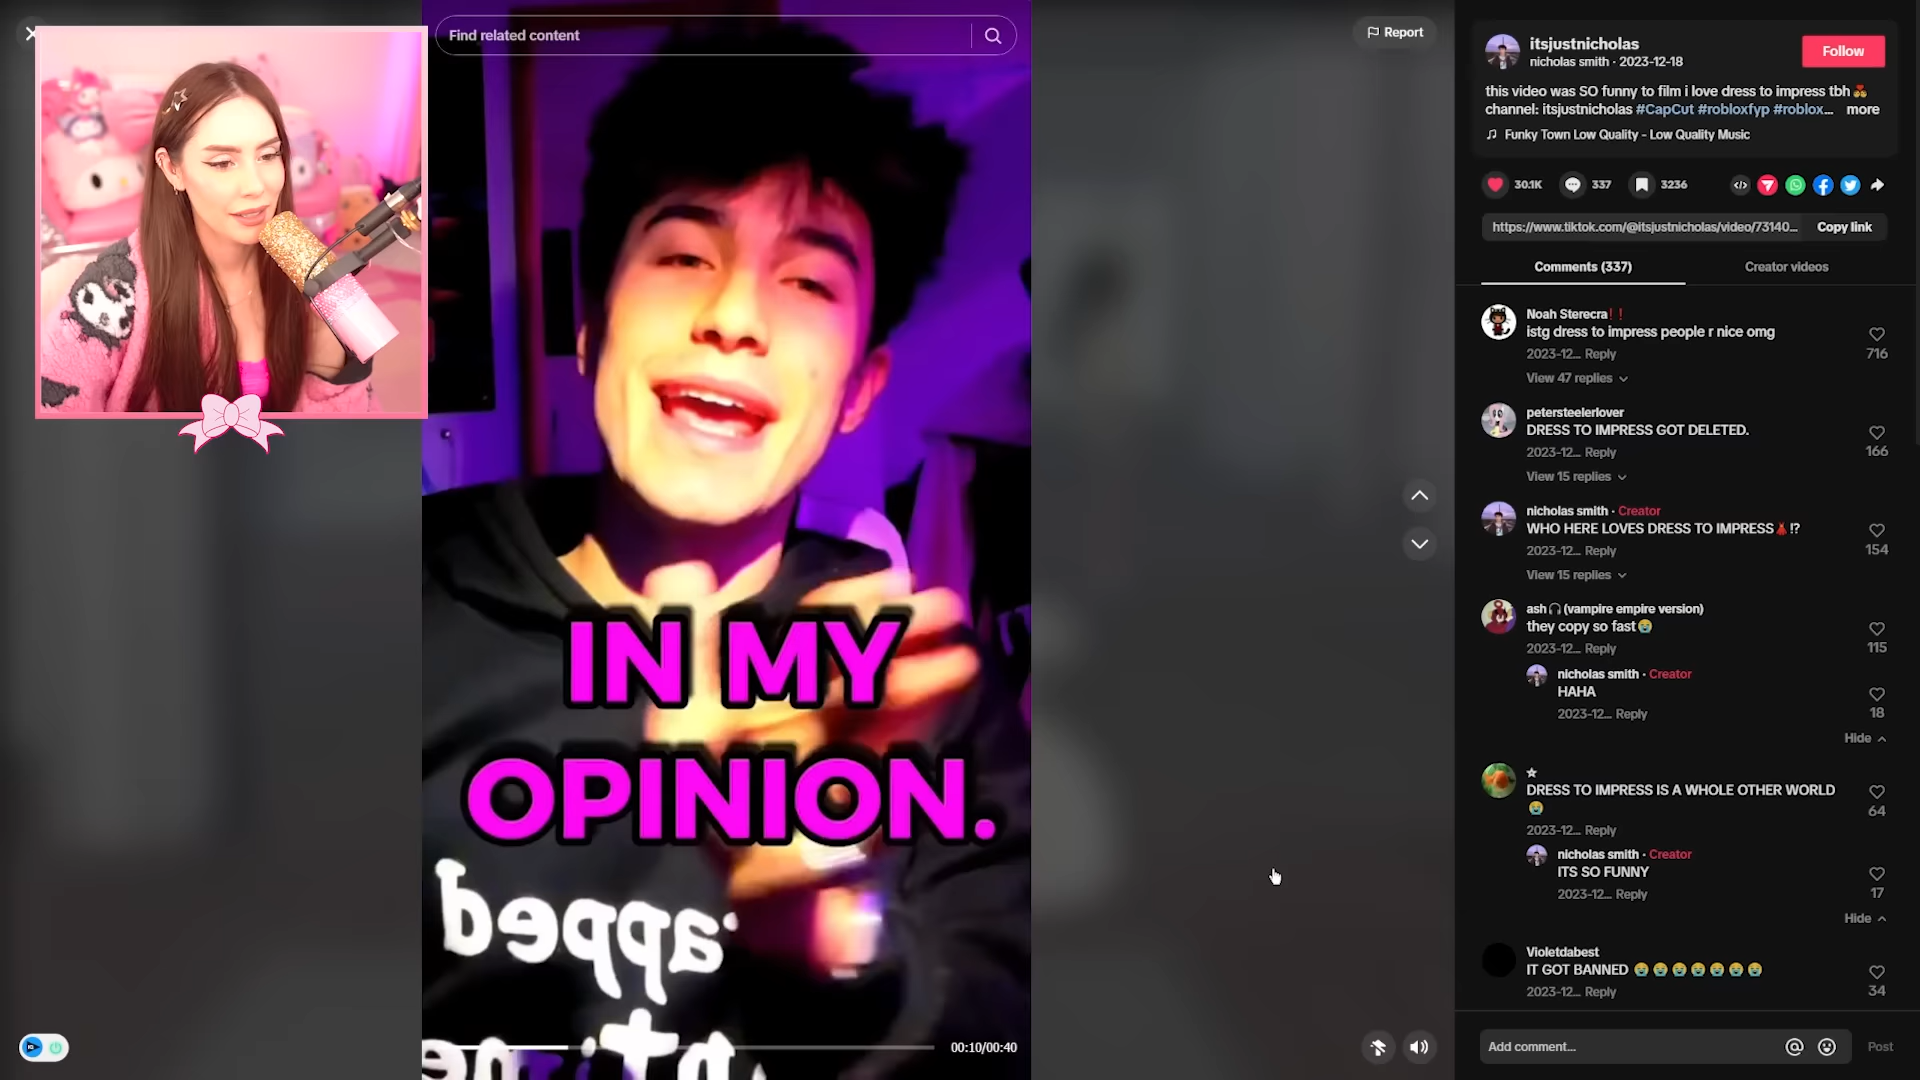 Find related content
Report
IN MY
OPINION.
00:10/00:40
itsjustnicholas
nicholas smith · 2023-12-18
Follow
this video was SO funny to film i love dress to impress tbh 💑
channel: itsjustnicholas #CapCut #robloxfyp #roblox... more
Funky Town Low Quality - Low Quality Music
30.1K
337
3236
https://www.tiktok.com/@itsjustnicholas/video/73140...
Copy link
Comments (337)
Creator videos
Noah Sterecra❗❗
istg dress to impress people r nice omg
2023-12... Reply
716
View 47 replies
petersteelerlover
DRESS TO IMPRESS GOT DELETED.
2023-12... Reply
166
View 15 replies
nicholas smith · Creator
WHO HERE LOVES DRESS TO IMPRESS💃⁉
2023-12... Reply
154
View 15 replies
ash🎧(vampire empire version)
they copy so fast😭
2023-12... Reply
115
nicholas smith · Creator
HAHA
2023-12... Reply
18
Hide
☆
DRESS TO IMPRESS IS A WHOLE OTHER WORLD
😭
2023-12... Reply
64
nicholas smith · Creator
ITS SO FUNNY
2023-12... Reply
17
Hide
Violetdabest
IT GOT BANNED 😭😭😭😭😭😭😭
2023-12... Reply
34
Add comment...
Post